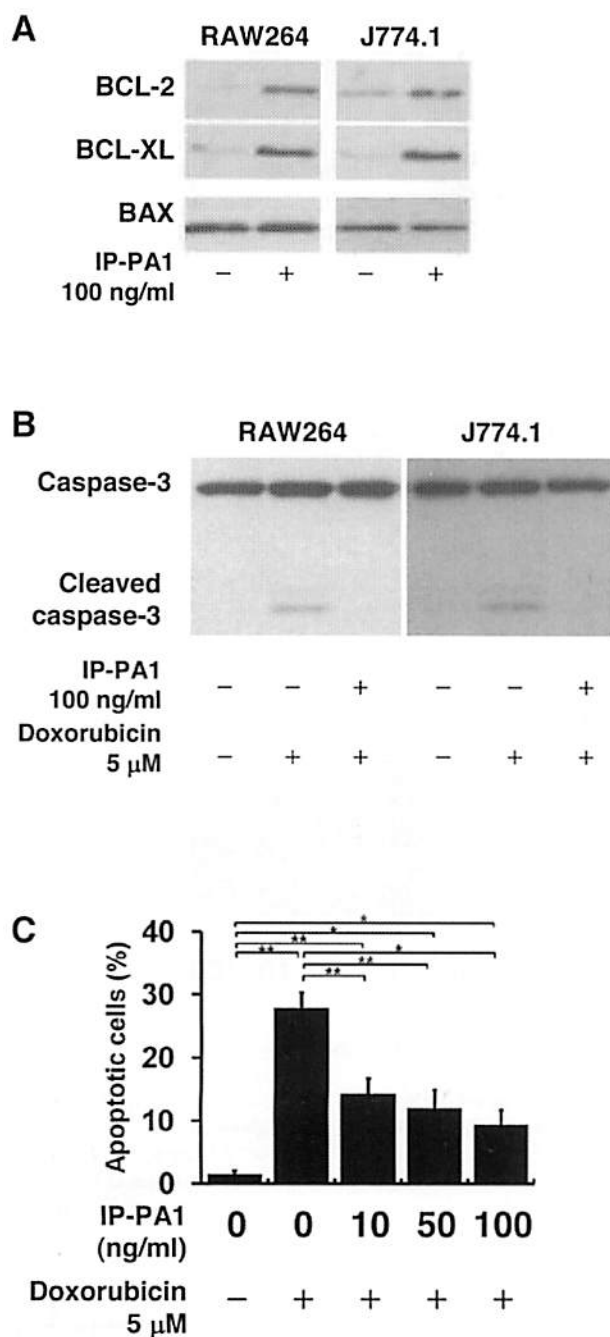 A
RAW264 J774.1
BCL-2
BCL-XL
BAX
IP-PA1
100 ng/ml
− + − +
B
RAW264 J774.1
Caspase-3
Cleaved
caspase-3
IP-PA1
100 ng/ml
− − + − − +
Doxorubicin
5 μM
− + + − + +
C
Apoptotic cells (%)
40
30
20
10
0
*
*
**
**
*
**
**
IP-PA1
(ng/ml)
0 0 10 50 100
Doxorubicin
5 μM
− + + + +